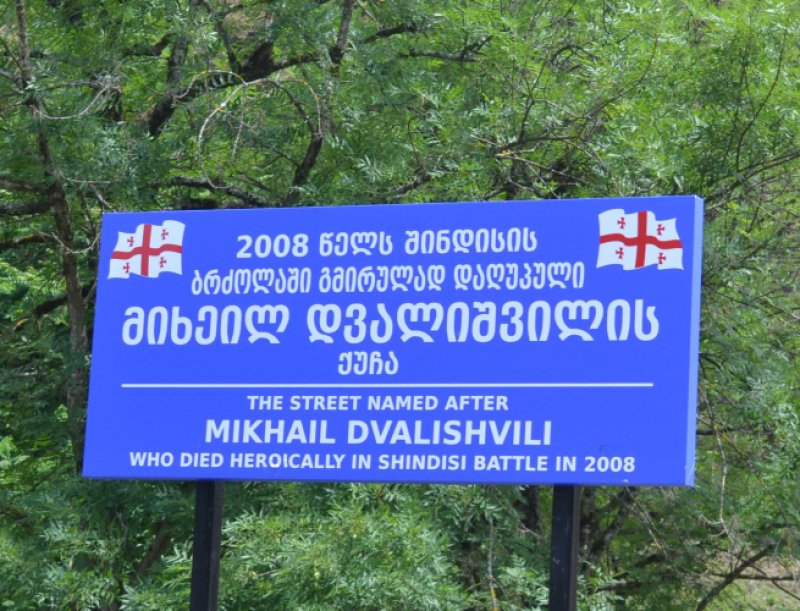 2008 წელს შინდისის
ბრძოლაში გმირულად დაღუპული
მიხეილ დვალიშვილის
ქუჩა
THE STREET NAMED AFTER
MIKHAIL DVALISHVILI
WHO DIED HEROICALLY IN SHINDISI BATTLE IN 2008